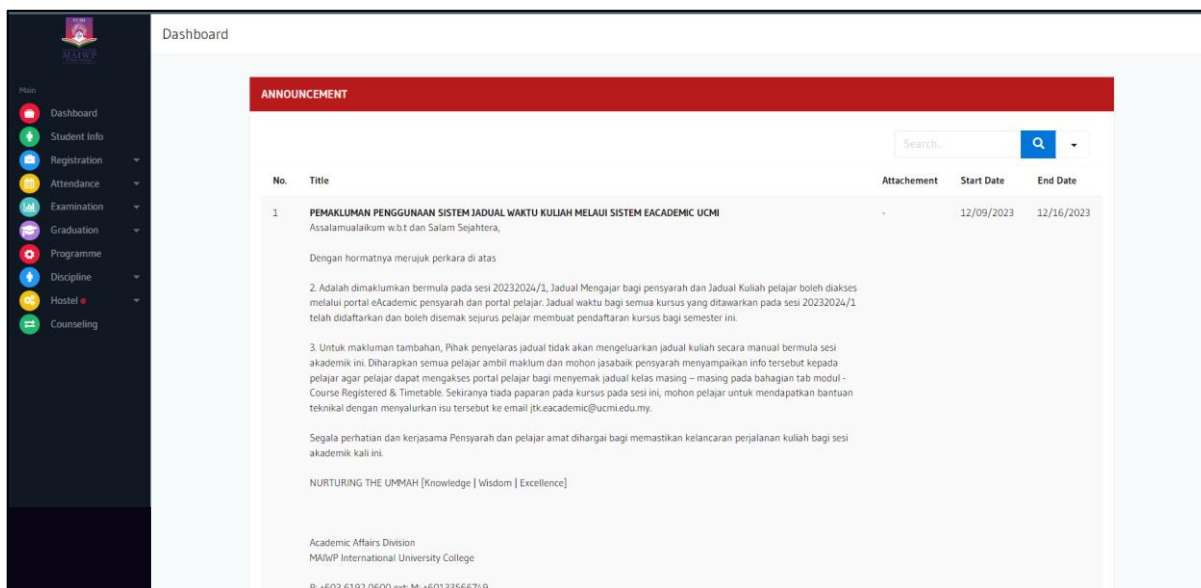 UCMI
MAIWP
Dashboard
Main
Dashboard
Student Info
Registration
Attendance
Examination
Graduation
Programme
Discipline
Hostel
Counseling
ANNOUNCEMENT
Search...
No. Title Attachement Start Date End Date
1 PEMAKLUMAN PENGGUNAAN SISTEM JADUAL WAKTU KULIAH MELAUI SISTEM EACADEMIC UCMI - 12/09/2023 12/16/2023
Assalamualaikum w.b.t dan Salam Sejahtera,
Dengan hormatnya merujuk perkara di atas
2. Adalah dimaklumkan bermula pada sesi 20232024/1, Jadual Mengajar bagi pensyarah dan Jadual Kuliah pelajar boleh diakses
melalui portal eAcademic pensyarah dan portal pelajar. Jadual waktu bagi semua kursus yang ditawarkan pada sesi 20232024/1
telah didaftarkan dan boleh disemak sejurus pelajar membuat pendaftaran kursus bagi semester ini.
3. Untuk makluman tambahan, Pihak penyelaras jadual tidak akan mengeluarkan jadual kuliah secara manual bermula sesi
akademik ini. Diharapkan semua pelajar ambil maklum dan mohon jasabaik pensyarah menyampaikan info tersebut kepada
pelajar agar pelajar dapat mengakses portal pelajar bagi menyemak jadual kelas masing – masing pada bahagian tab modul -
Course Registered & Timetable. Sekiranya tiada paparan pada kursus pada sesi ini, mohon pelajar untuk mendapatkan bantuan
teknikal dengan menyalurkan isu tersebut ke email jtk.eacademic@ucmi.edu.my.
Segala perhatian dan kerjasama Pensyarah dan pelajar amat dihargai bagi memastikan kelancaran perjalanan kuliah bagi sesi
akademik kali ini.
NURTURING THE UMMAH [Knowledge | Wisdom | Excellence]
Academic Affairs Division
MAIWP International University College
P: +603 6192 0600 ext: M: +60133566749